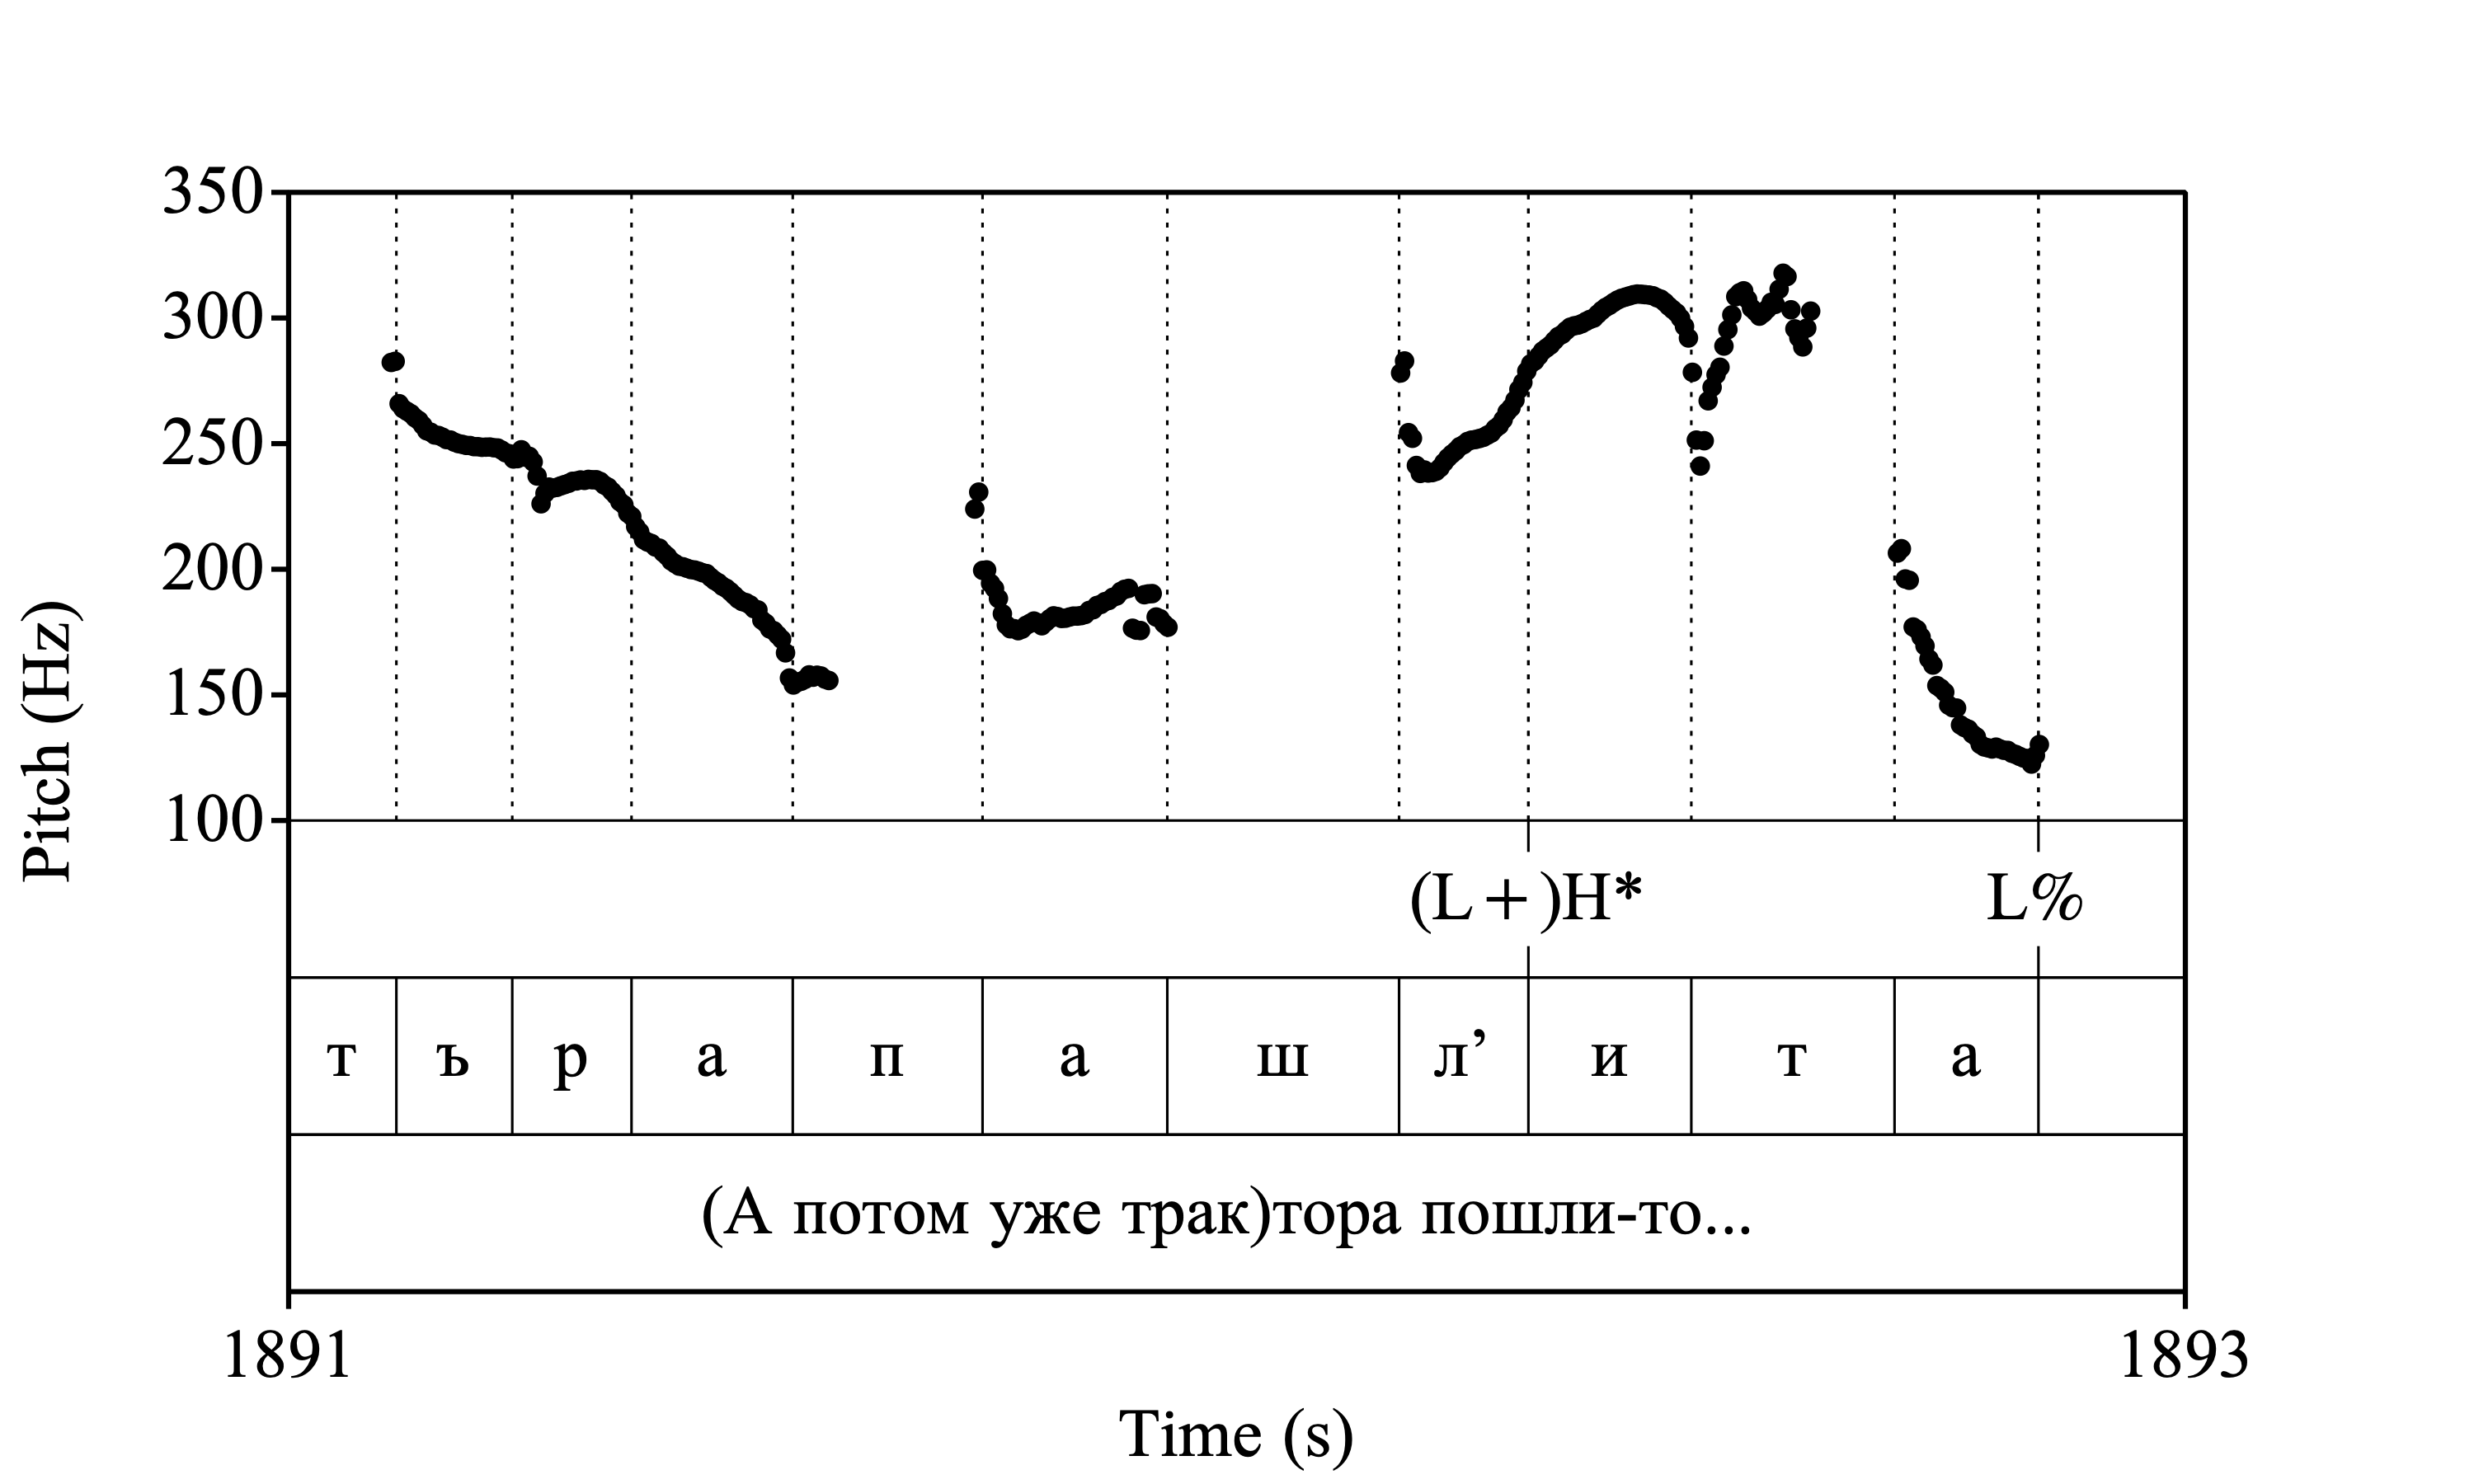 350
300
250
200
150
100
Pitch (Hz)
(L+)H* L%
т ъ р а п а ш л’ и т а
(А потом уже трак)тора пошли-то...
1891 1893
Time (s)